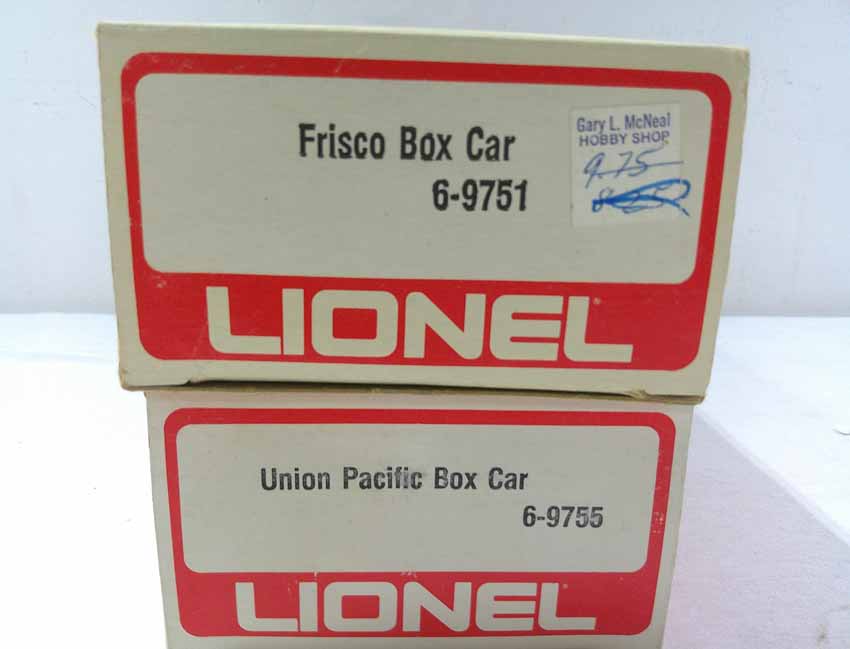 Frisco Box Car
6-9751
Gary L. McNeal
HOBBY SHOP
9.75
LIONEL
Union Pacific Box Car
6-9755
LIONEL